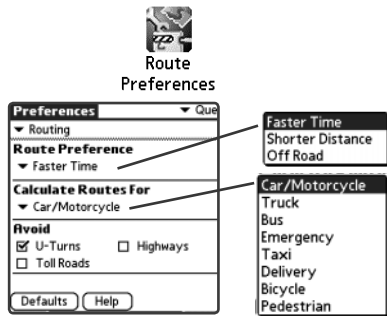 Route
Preferences
Preferences
Que
Routing
Route Preference
Faster Time
Calculate Routes For
Car/Motorcycle
Avoid
U-Turns Highways
Toll Roads
Defaults Help
Faster Time
Shorter Distance
Off Road
Car/Motorcycle
Truck
Bus
Emergency
Taxi
Delivery
Bicycle
Pedestrian